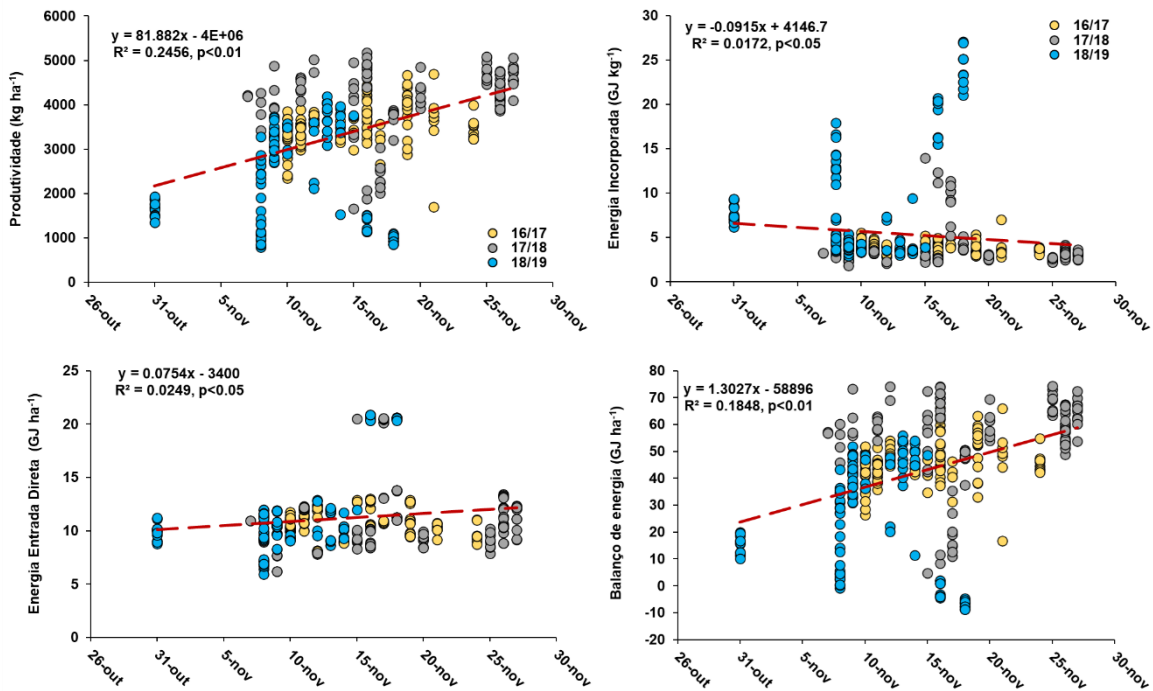 y = 81.882x - 4E+06
R² = 0.2456, p<0.01
Produtividade (kg ha⁻¹)
6000
5000
4000
3000
2000
1000
0
16/17
17/18
18/19
26-out
31-out
5-nov
10-nov
15-nov
20-nov
25-nov
30-nov
y = -0.0915x + 4146.7
R² = 0.0172, p<0.05
Energia Incorporada (GJ kg⁻¹)
30
25
20
15
10
5
0
16/17
17/18
18/19
26-out
31-out
5-nov
10-nov
15-nov
20-nov
25-nov
30-nov
y = 0.0754x - 3400
R² = 0.0249, p<0.05
Energia Entrada Direta (GJ ha⁻¹)
25
20
15
10
5
0
26-out
31-out
5-nov
10-nov
15-nov
20-nov
25-nov
30-nov
y = 1.3027x - 58896
R² = 0.1848, p<0.01
Balanço de energia (GJ ha⁻¹)
80
70
60
50
40
30
20
10
0
-10
-20
26-out
31-out
5-nov
10-nov
15-nov
20-nov
25-nov
30-nov